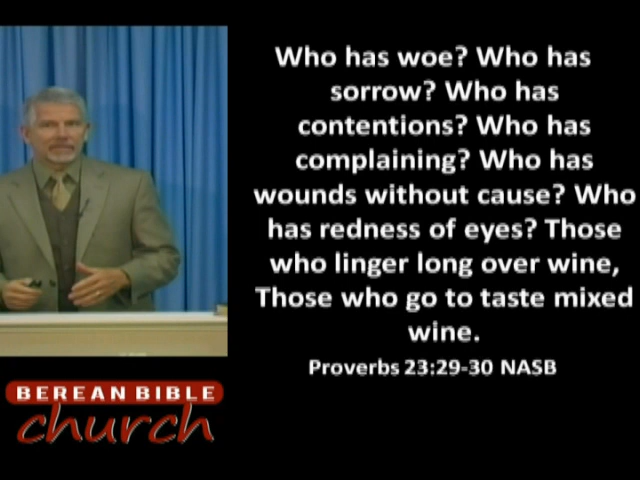 Who has woe? Who has
sorrow? Who has
contentions? Who has
complaining? Who has
wounds without cause? Who
has redness of eyes? Those
who linger long over wine,
Those who go to taste mixed
wine.
Proverbs 23:29-30 NASB
BEREAN BIBLE
church